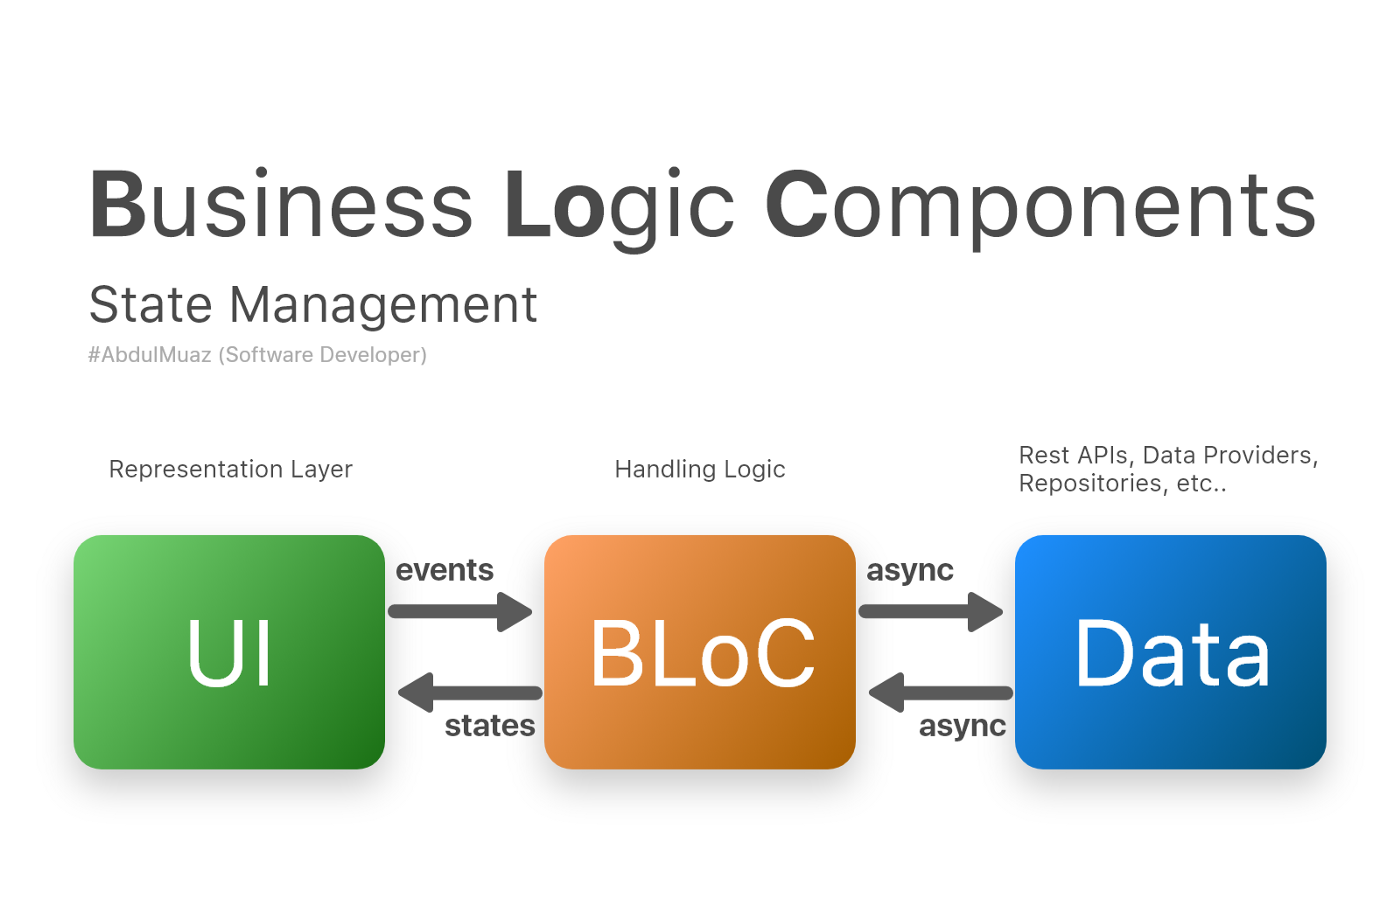 Business Logic Components
State Management
#AbdulMuaz (Software Developer)
Representation Layer
Handling Logic
Rest APIs, Data Providers,
Repositories, etc..
UI
events
states
BLoC
async
async
Data